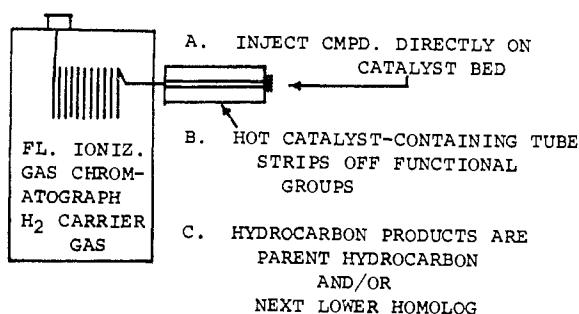 A. INJECT CMPD. DIRECTLY ON
CATALYST BED
B. HOT CATALYST-CONTAINING TUBE
STRIPS OFF FUNCTIONAL
GROUPS
FL. IONIZ.
GAS CHROM-
ATOGRAPH
H₂ CARRIER
GAS
C. HYDROCARBON PRODUCTS ARE
PARENT HYDROCARBON
AND/OR
NEXT LOWER HOMOLOG